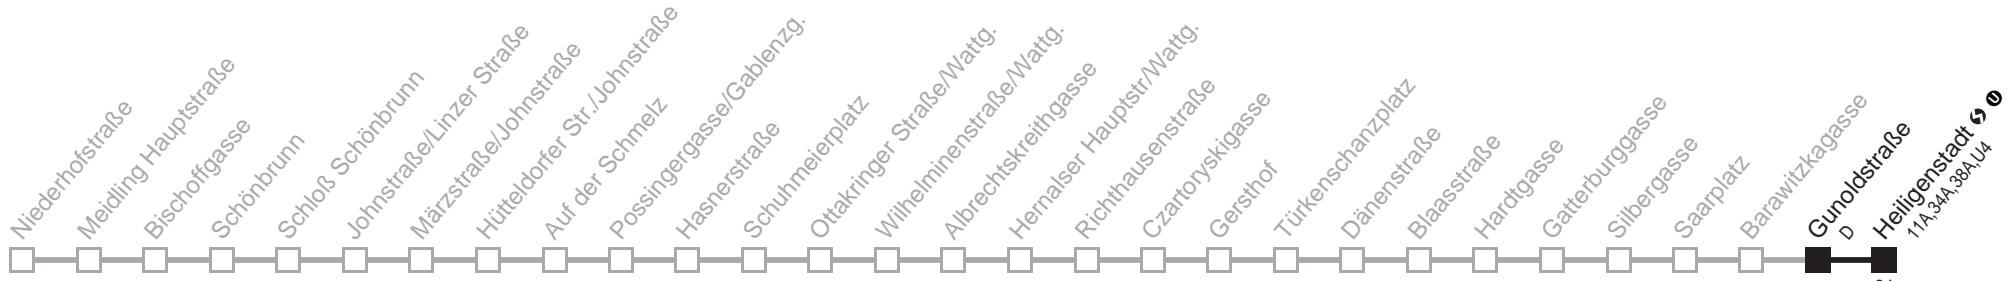 Niederhofstraße
Meidling Hauptstraße
Bischoffgasse
Schönbrunn
Schloß Schönbrunn
Johnstraße/Linzer Straße
Märzstraße/Johnstraße
Hütteldorfer Str./Johnstraße
Auf der Schmelz
Possingergasse/Gablenzg.
Hasnerstraße
Schuhmeierplatz
Ottakringer Straße/Wattg.
Wilhelminenstraße/Wattg.
Albrechtskreithgasse
Hernalser Hauptstr/Wattg.
Richthausenstraße
Czartoryskigasse
Gersthof
Türkenschanzplatz
Dänenstraße
Blaasstraße
Hardtgasse
Gatterburggasse
Silbergasse
Saarplatz
Barawitzkagasse
Gunoldstraße
D
Heiligenstadt S U
11A,34A,38A,U4